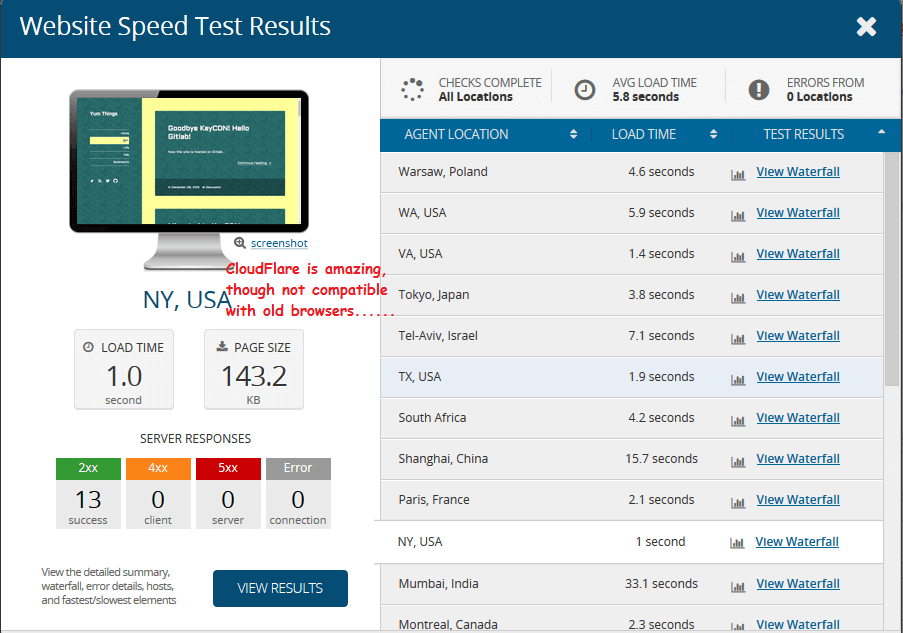 Website Speed Test Results
Yum Things
Goodbye KeyCDN! Hello
Gitlab!
Now the site is hosted on Gitlab.
Continue reading
screenshot
CloudFlare is amazing,
though not compatible
with old browsers......
NY, USA
LOAD TIME
1.0
second
PAGE SIZE
143.2
KB
SERVER RESPONSES
2xx 4xx 5xx Error
13 0 0 0
success client server connection
View the detailed summary,
waterfall, error details, hosts,
and fastest/slowest elements
VIEW RESULTS
CHECKS COMPLETE
All Locations
AVG LOAD TIME
5.8 seconds
ERRORS FROM
0 Locations
AGENT LOCATION LOAD TIME TEST RESULTS
Warsaw, Poland 4.6 seconds View Waterfall
WA, USA 5.9 seconds View Waterfall
VA, USA 1.4 seconds View Waterfall
Tokyo, Japan 3.8 seconds View Waterfall
Tel-Aviv, Israel 7.1 seconds View Waterfall
TX, USA 1.9 seconds View Waterfall
South Africa 4.2 seconds View Waterfall
Shanghai, China 15.7 seconds View Waterfall
Paris, France 2.1 seconds View Waterfall
NY, USA 1 second View Waterfall
Mumbai, India 33.1 seconds View Waterfall
Montreal, Canada 2.3 seconds View Waterfall